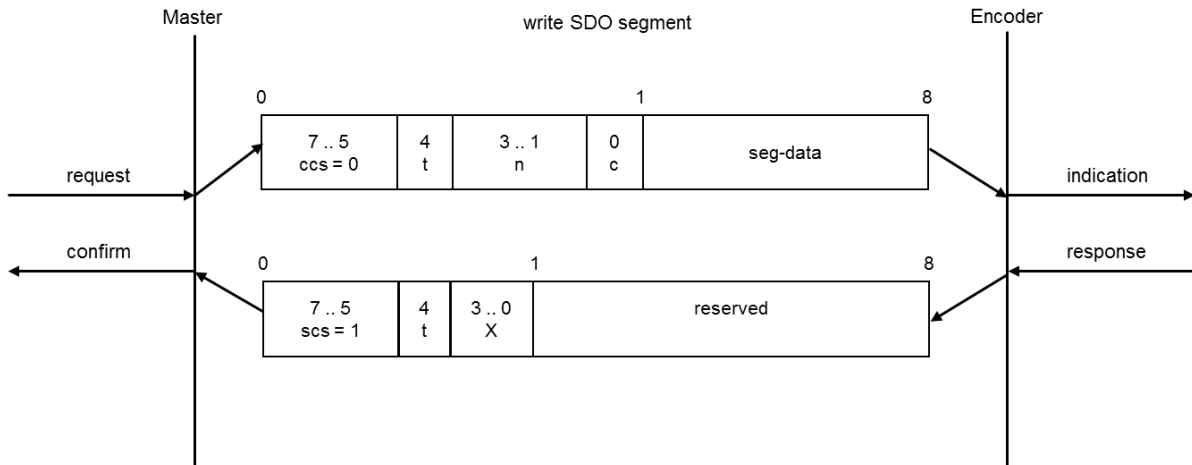 Master
write SDO segment
Encoder
0 1 8
7 .. 5 4 3 .. 1 0
ccs = 0 t n c
seg-data
request
indication
confirm
response
0 1 8
7 .. 5 4 3 .. 0
scs = 1 t X
reserved